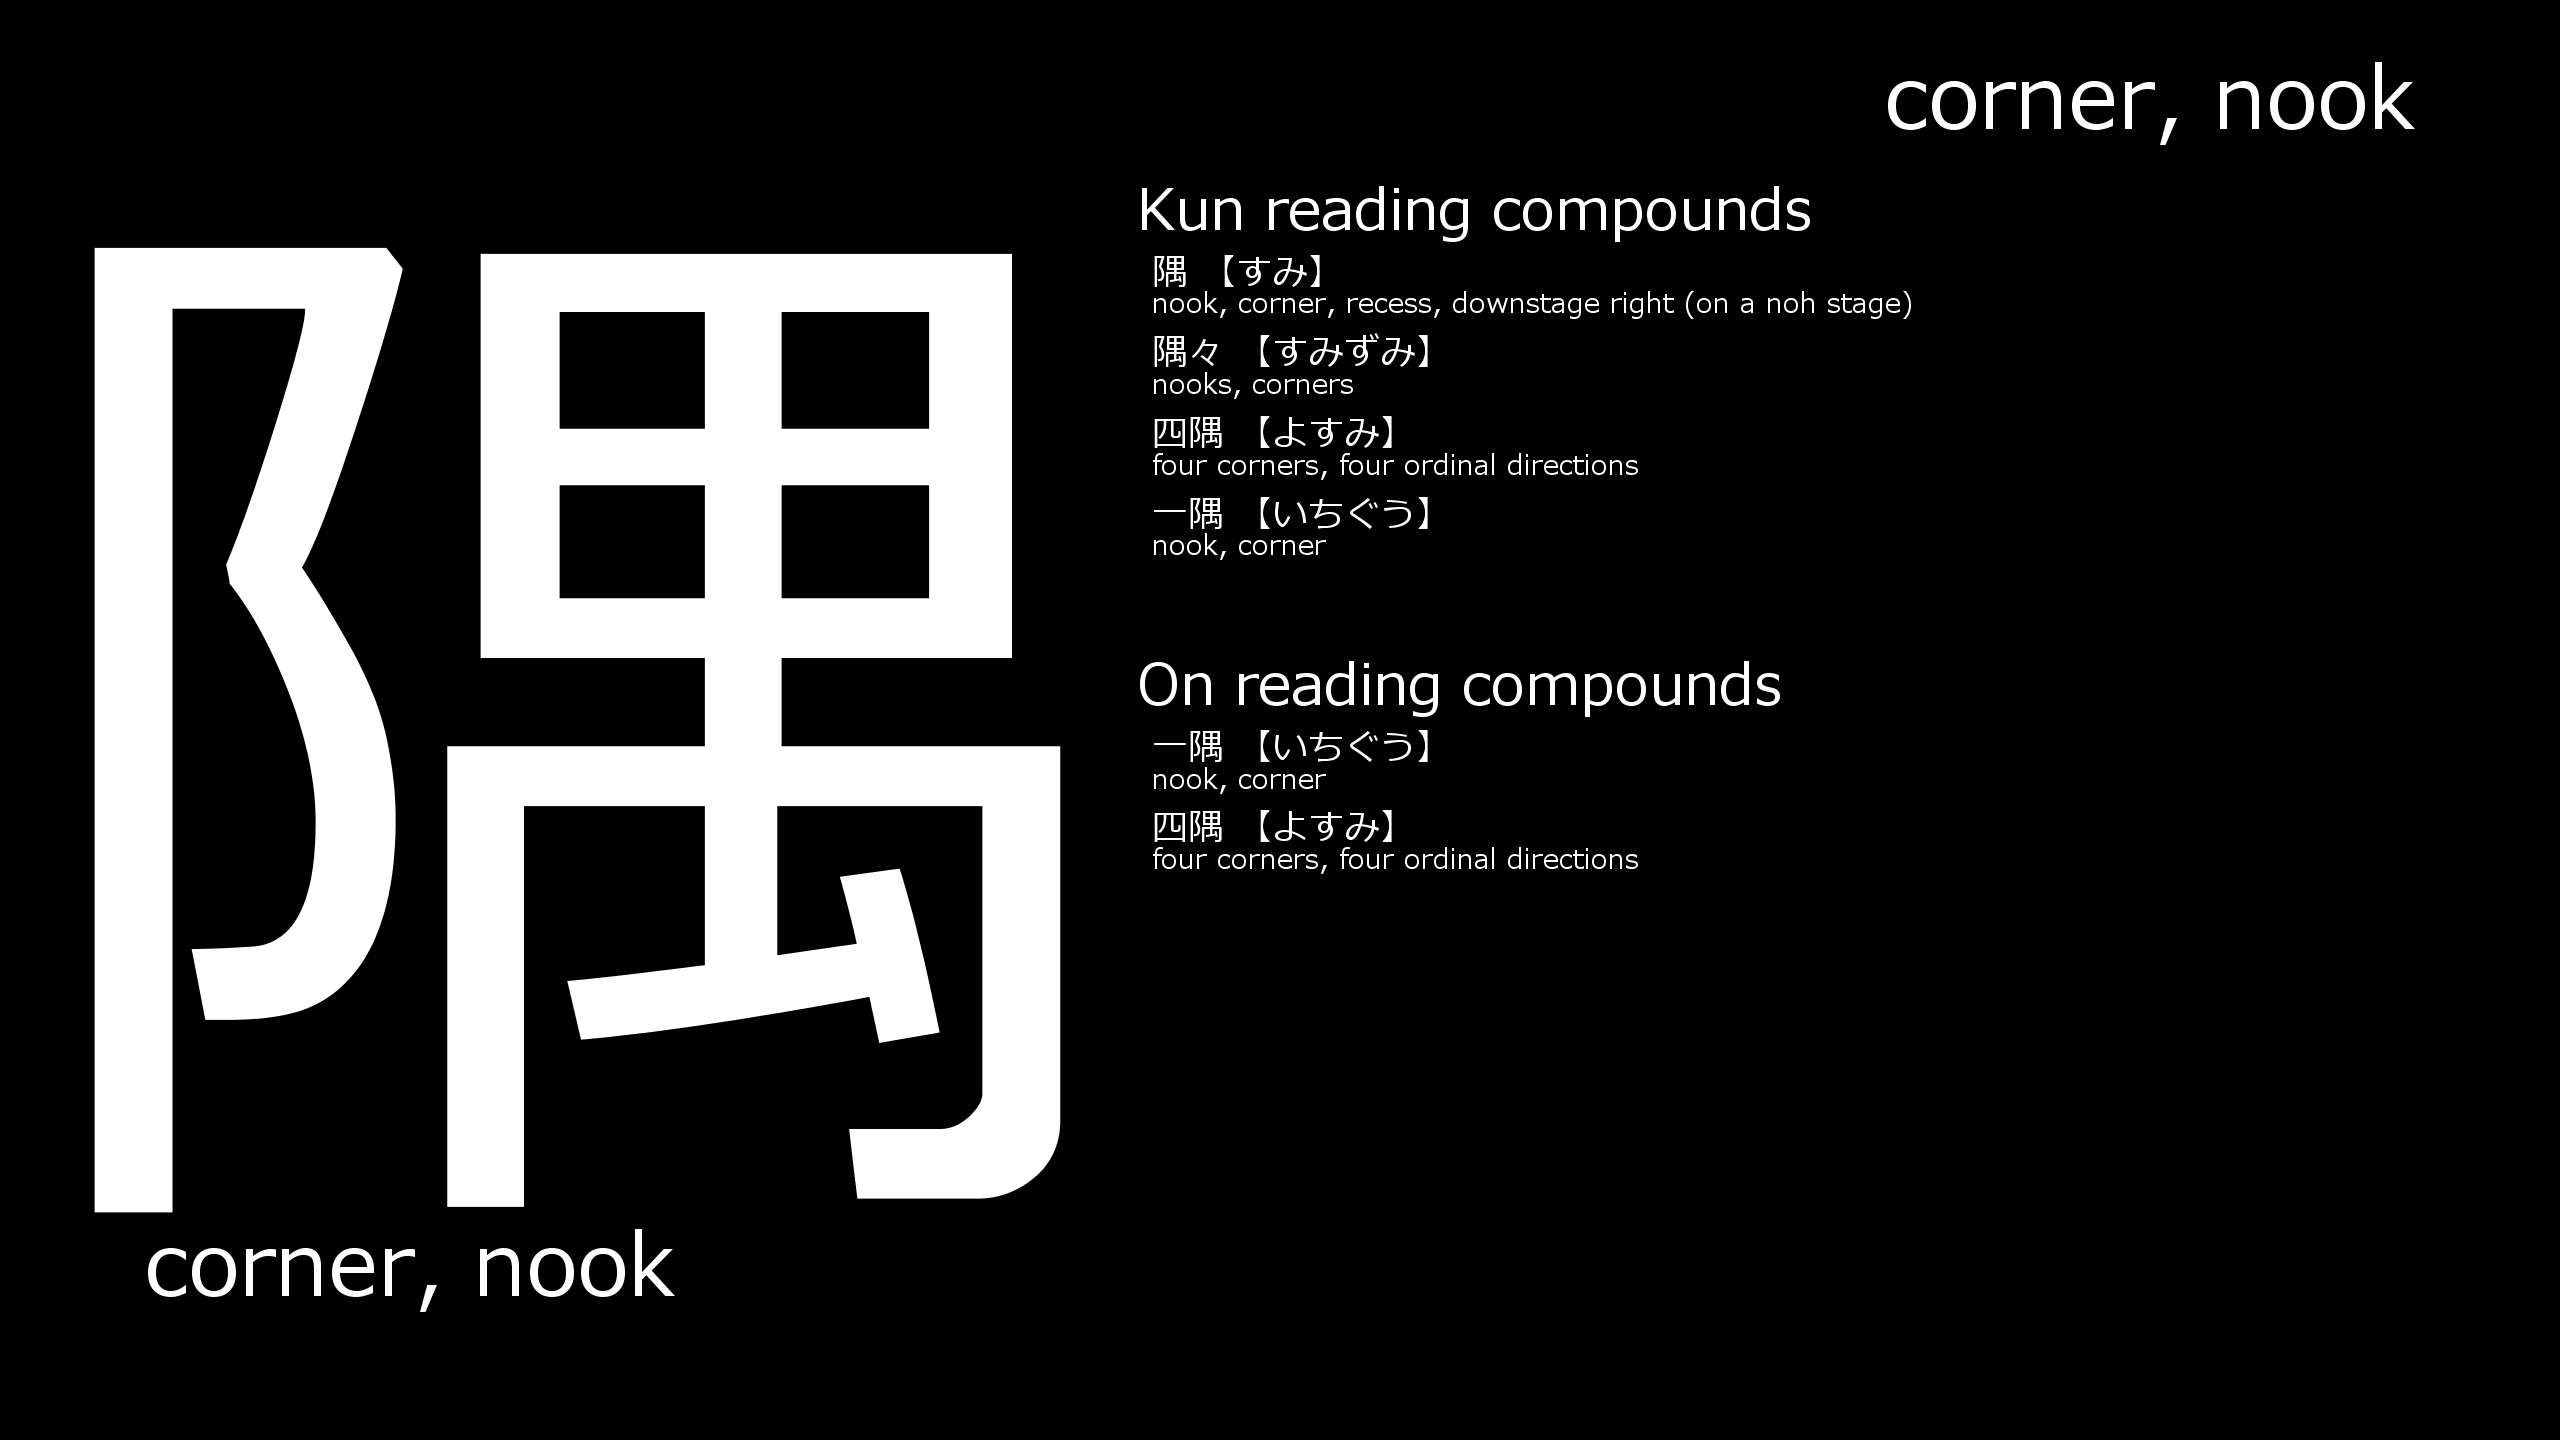 corner, nook
隅
corner, nook
Kun reading compounds
隅 【すみ】
nook, corner, recess, downstage right (on a noh stage)
隅々 【すみずみ】
nooks, corners
四隅 【よすみ】
four corners, four ordinal directions
一隅 【いちぐう】
nook, corner
On reading compounds
一隅 【いちぐう】
nook, corner
四隅 【よすみ】
four corners, four ordinal directions